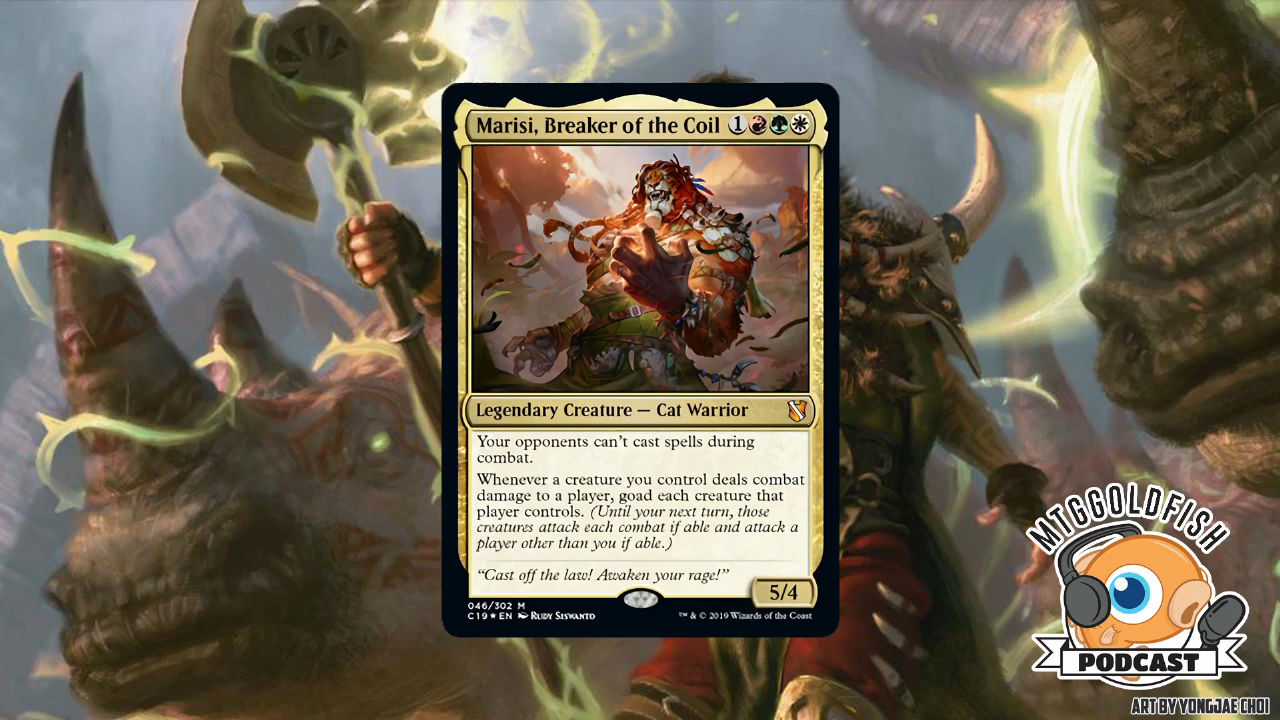 Marisi, Breaker of the Coil 1
Legendary Creature — Cat Warrior
Your opponents can't cast spells during
combat.
Whenever a creature you control deals combat
damage to a player, goad each creature that
player controls. (Until your next turn, those
creatures attack each combat if able and attack a
player other than you if able.)
“Cast off the law! Awaken your rage!”
5/4
046/302 M
C19★EN Rudy Siswanto
™ & © 2019 Wizards of the Coast
MTGGOLDFISH
PODCAST
ART BY YONGJAE CHOI